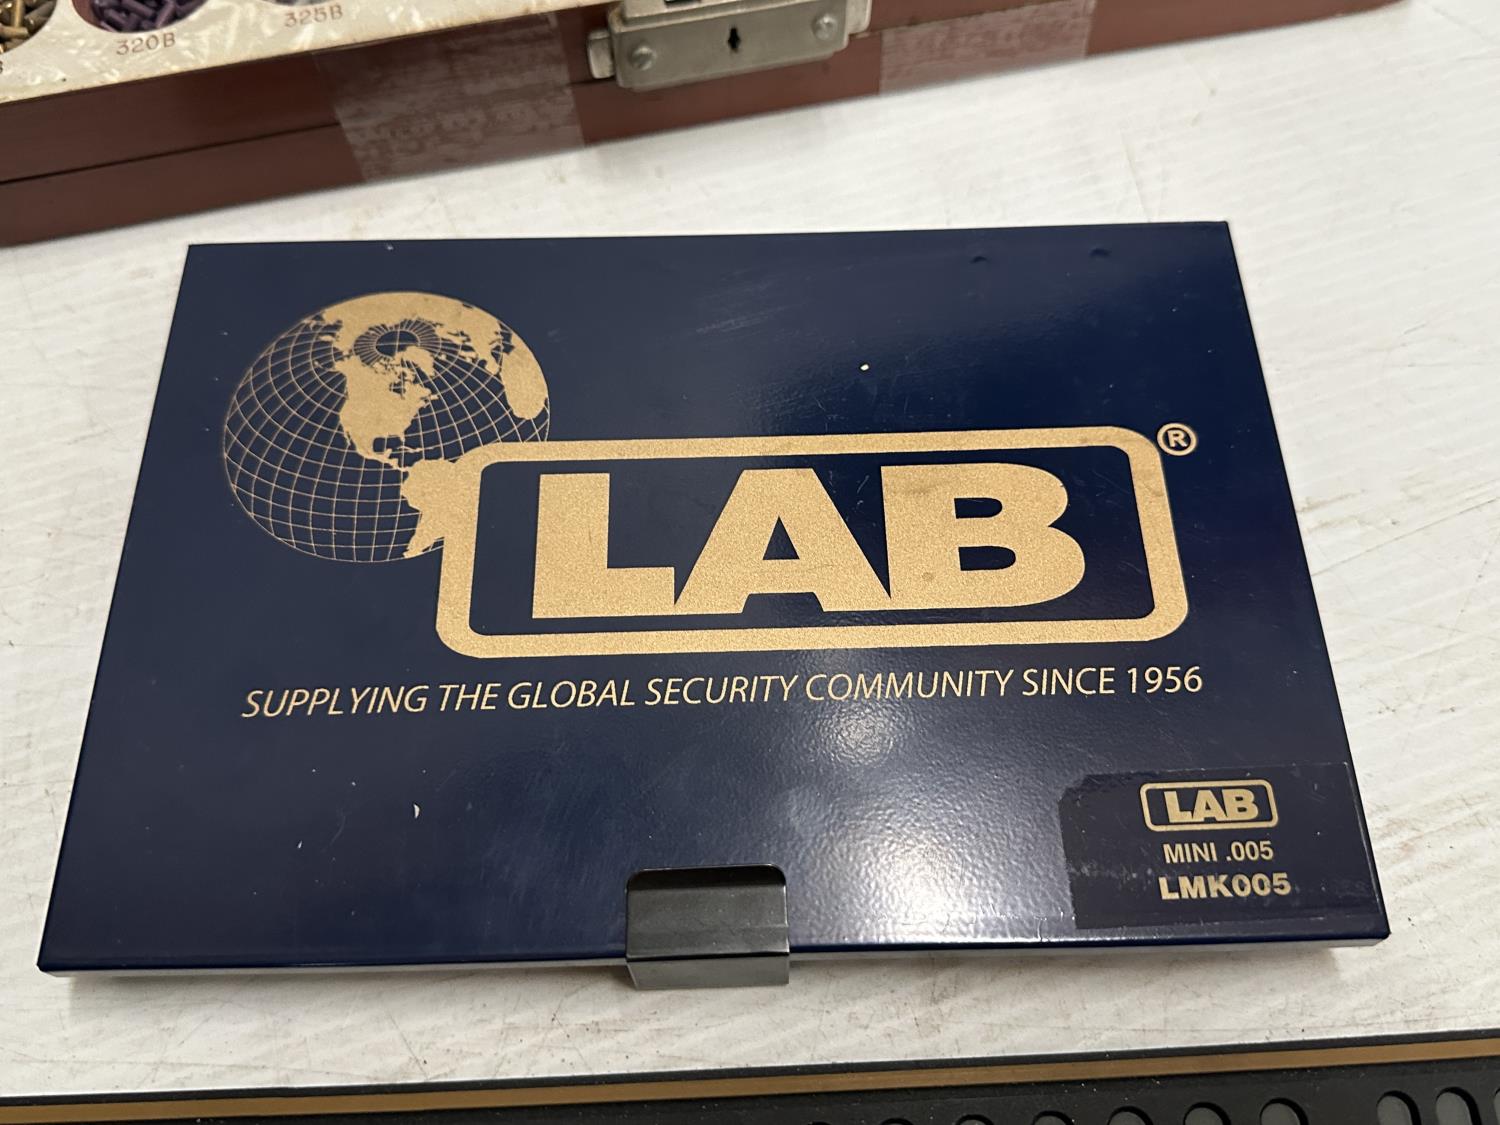 320B
325B
LAB®
SUPPLYING THE GLOBAL SECURITY COMMUNITY SINCE 1956
LAB
MINI .005
LMK005